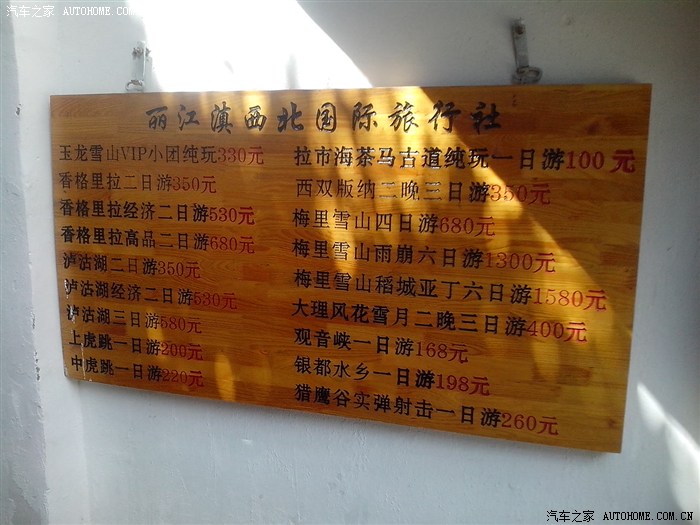 汽车之家 AUTOHOME.COM.CN
丽江滇西北国际旅行社
玉龙雪山VIP小团纯玩330元
香格里拉二日游350元
香格里拉经济二日游530元
香格里拉高品二日游680元
泸沽湖二日游350元
泸沽湖经济二日游530元
泸沽湖三日游580元
上虎跳一日游200元
中虎跳一日游220元
拉市海茶马古道纯玩一日游100元
西双版纳二晚三日游350元
梅里雪山四日游680元
梅里雪山雨崩六日游1300元
梅里雪山稻城亚丁六日游1580元
大理风花雪月二晚三日游400元
观音峡一日游168元
银都水乡一日游198元
猎鹰谷实弹射击一日游260元
汽车之家 AUTOHOME.COM.CN